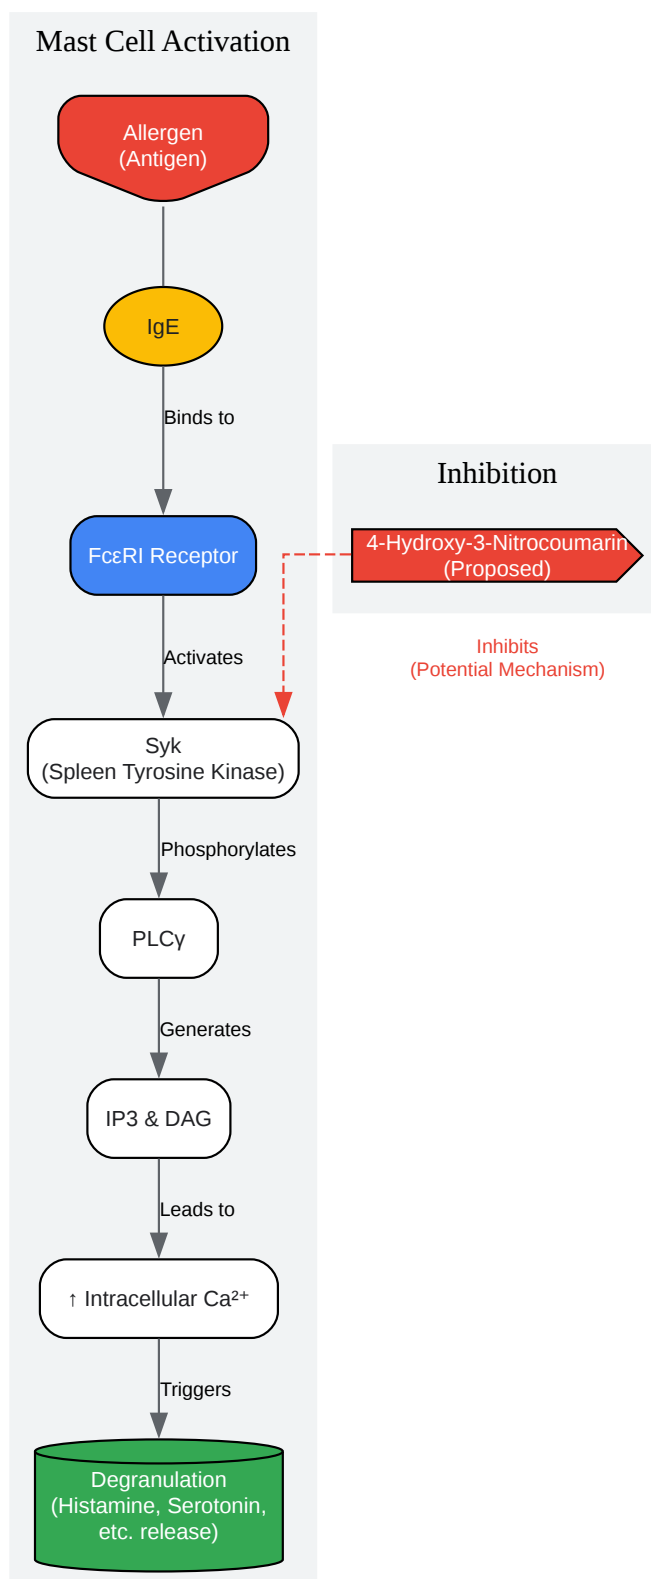 Mast Cell Activation
Allergen
(Antigen)
IgE
Binds to
FcεRI Receptor
Activates
Syk
(Spleen Tyrosine Kinase)
Phosphorylates
PLCγ
Generates
IP3 & DAG
Leads to
↑ Intracellular Ca²⁺
Triggers
Degranulation
(Histamine, Serotonin,
etc. release)
Inhibition
4-Hydroxy-3-Nitrocoumarin
(Proposed)
Inhibits
(Potential Mechanism)